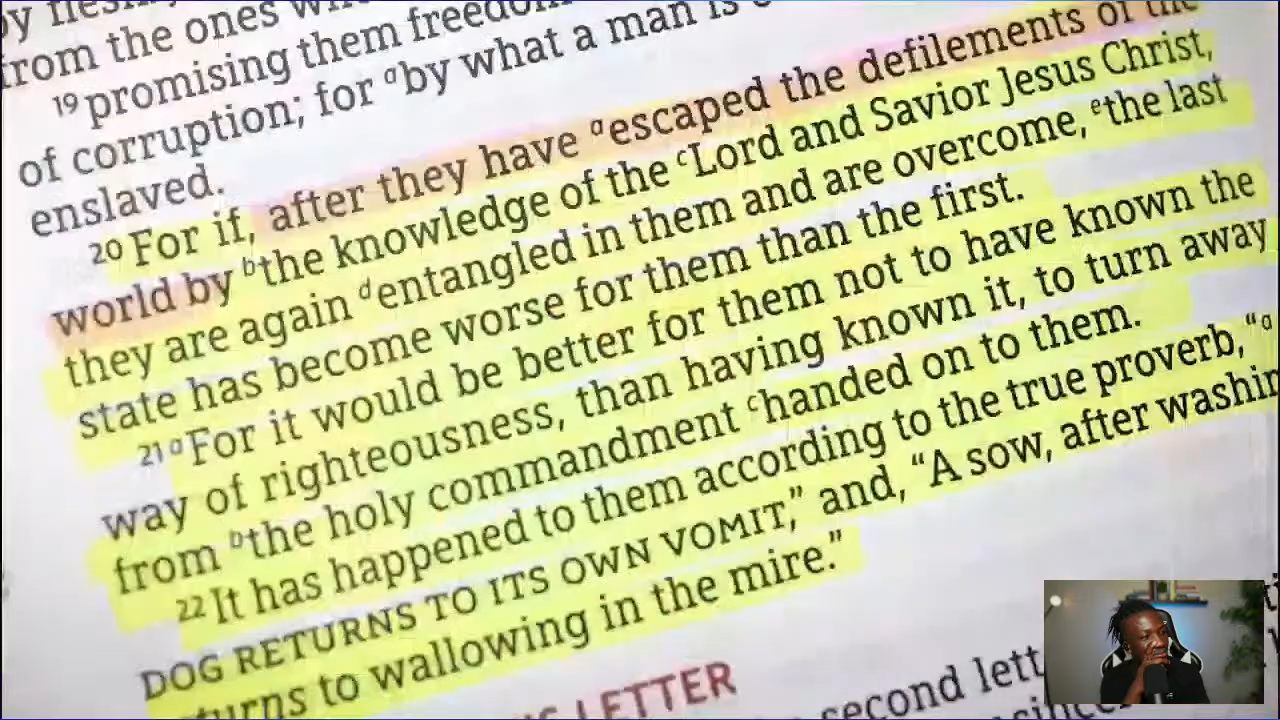 from the ones
19 promising them freedom
of corruption; for a by what a man is
enslaved.
20 For if, after they have a escaped the defilements of the
world by b the knowledge of the c Lord and Savior Jesus Christ,
they are again d entangled in them and are overcome, e the last
state has become worse for them than the first.
21 a For it would be better for them not to have known the
way of righteousness, than having known it, to turn away
from b the holy commandment c handed on to them.
22 It has happened to them according to the true proverb, “a
DOG RETURNS TO ITS OWN VOMIT,” and, “A sow, after washin
turns to wallowing in the mire.”
LETTER
second lett